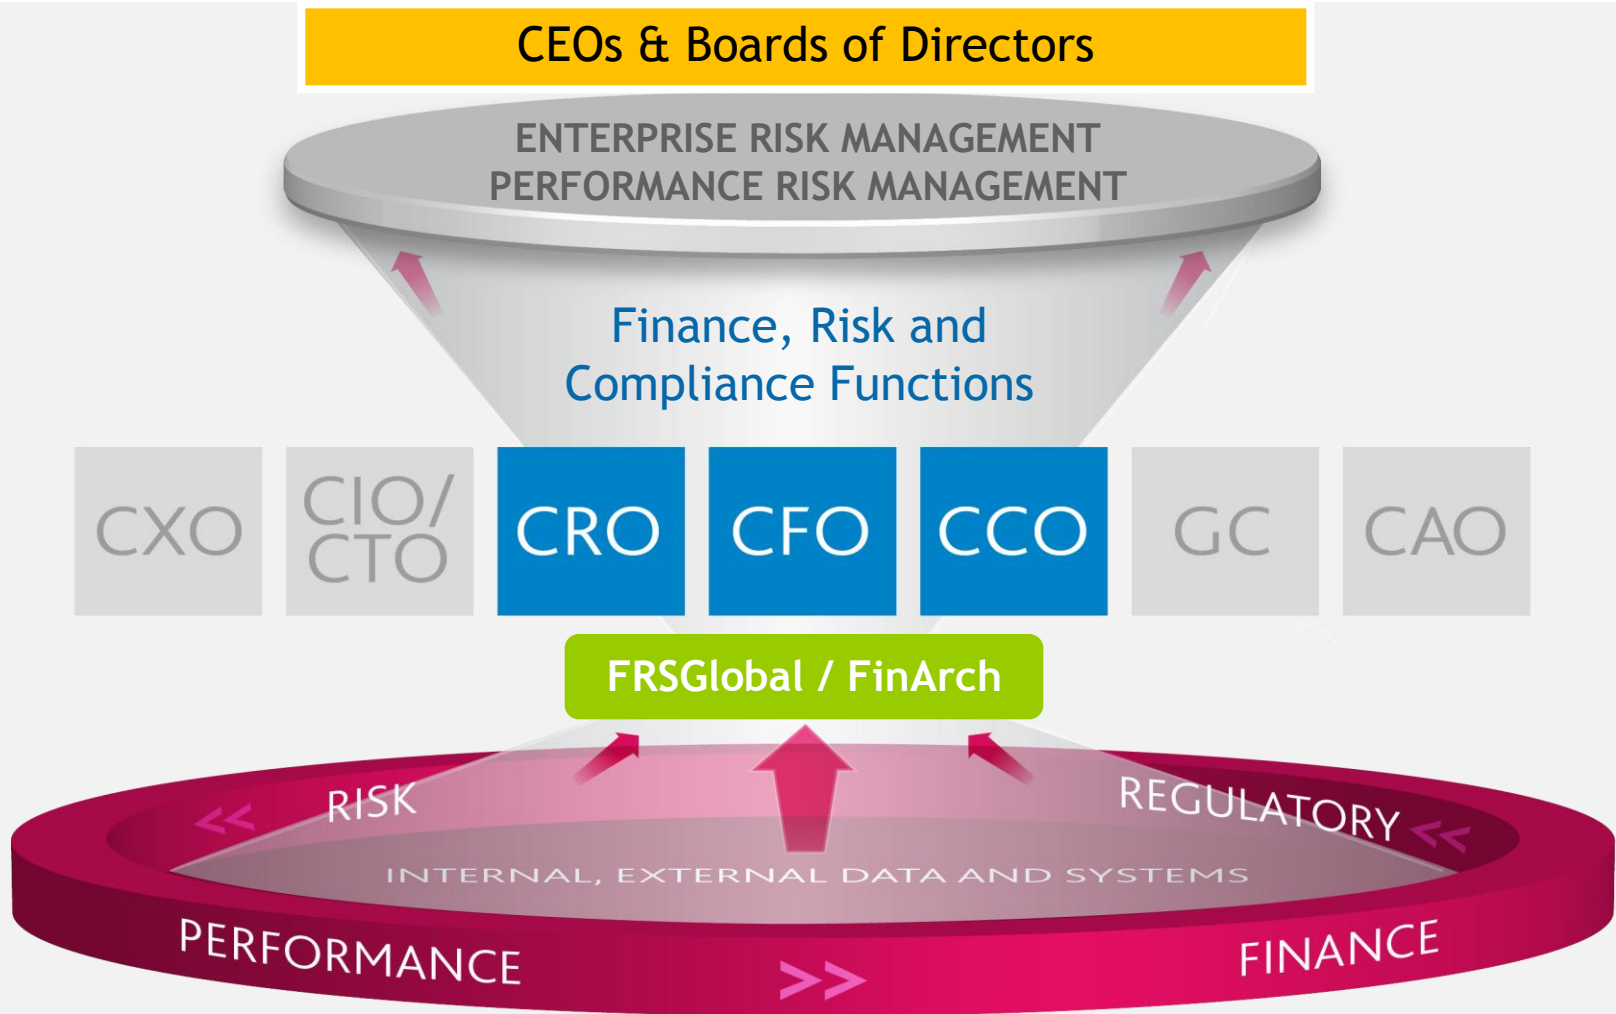 CEOs & Boards of Directors
ENTERPRISE RISK MANAGEMENT
PERFORMANCE RISK MANAGEMENT
Finance, Risk and
Compliance Functions
CXO
CIO/
CTO
CRO
CFO
CCO
GC
CAO
FRSGlobal / FinArch
RISK
REGULATORY
<<
<<
INTERNAL, EXTERNAL DATA AND SYSTEMS
PERFORMANCE
>>
FINANCE